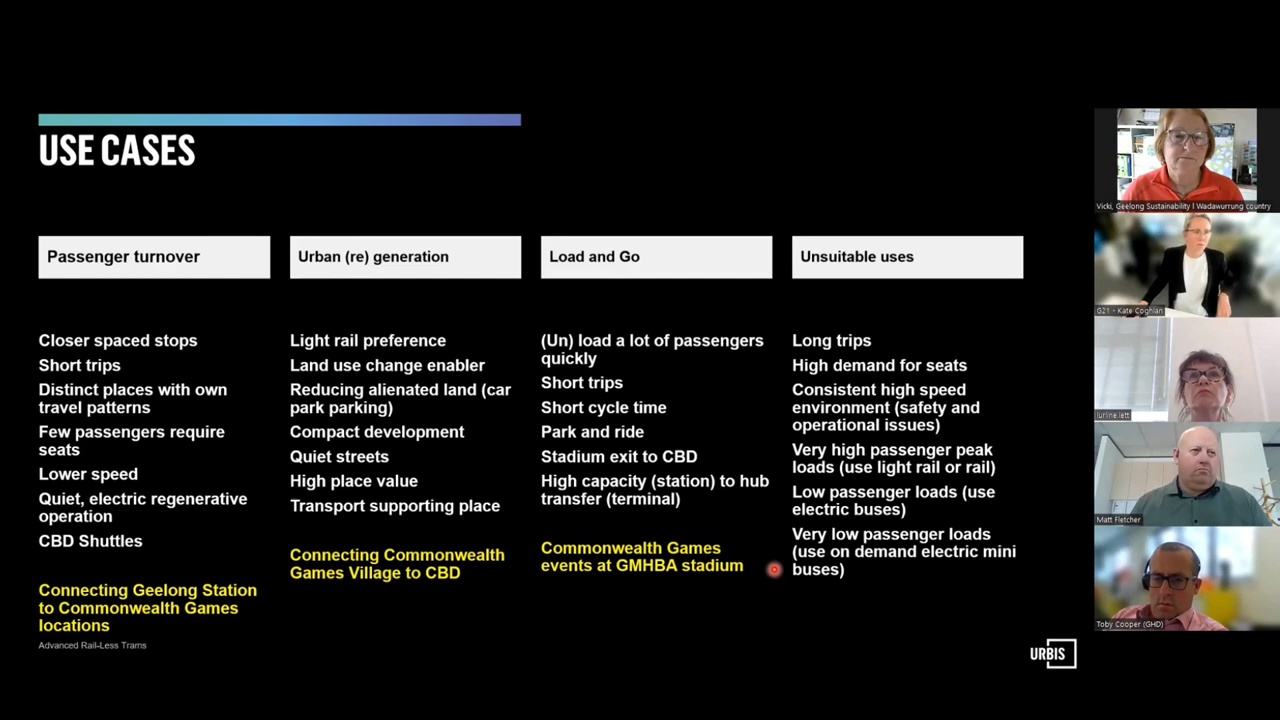 USE CASES
Passenger turnover
Closer spaced stops
Short trips
Distinct places with own
travel patterns
Few passengers require
seats
Lower speed
Quiet, electric regenerative
operation
CBD Shuttles
Connecting Geelong Station
to Commonwealth Games
locations
Urban (re) generation
Light rail preference
Land use change enabler
Reducing alienated land (car
park parking)
Compact development
Quiet streets
High place value
Transport supporting place
Connecting Commonwealth
Games Village to CBD
Load and Go
(Un) load a lot of passengers
quickly
Short trips
Short cycle time
Park and ride
Stadium exit to CBD
High capacity (station) to hub
transfer (terminal)
Commonwealth Games
events at GMHBA stadium
Unsuitable uses
Long trips
High demand for seats
Consistent high speed
environment (safety and
operational issues)
Very high passenger peak
loads (use light rail or rail)
Low passenger loads (use
electric buses)
Very low passenger loads
(use on demand electric mini
buses)
Advanced Rail-Less Trams
URBIS
Vicki, Geelong Sustainability l Wadawurrung country
G21 - Kate Coghlan
lurline.lett
Matt Fletcher
Toby Cooper (GHD)